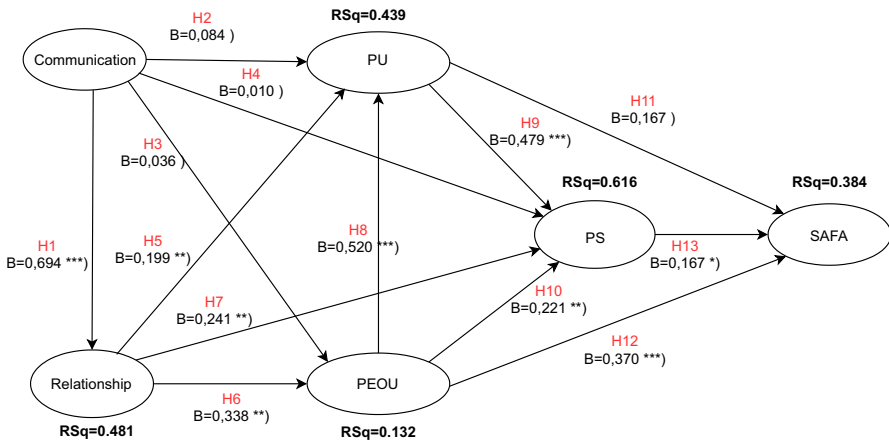 H2
B=0,084 )
RSq=0.439
Communication
PU
H4
B=0,010 )
H11
B=0,167 )
H9
B=0,479 ***)
H3
B=0,036 )
RSq=0.616
RSq=0.384
PS
SAFA
H1
B=0,694 ***)
H5
B=0,199 **)
H8
B=0,520 ***)
H13
B=0,167 *)
H7
B=0,241 **)
H10
B=0,221 **)
H12
B=0,370 ***)
Relationship
PEOU
H6
B=0,338 **)
RSq=0.481
RSq=0.132